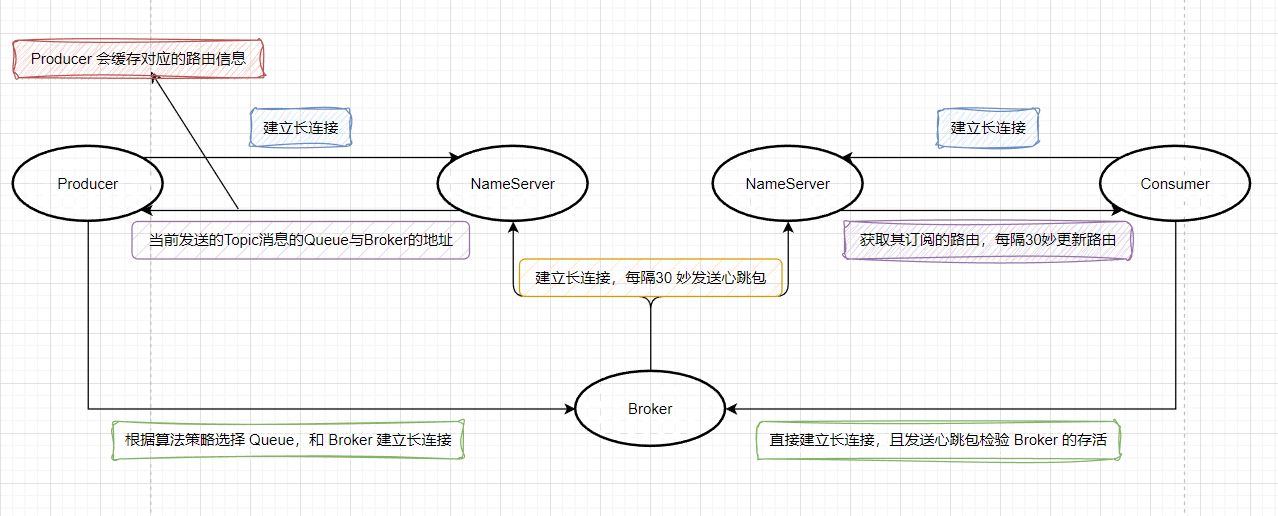 Producer 会缓存对应的路由信息
建立长连接
建立长连接
Producer
NameServer
NameServer
Consumer
当前发送的Topic消息的Queue与Broker的地址
获取其订阅的路由，每隔30妙更新路由
建立长连接，每隔30 妙发送心跳包
Broker
根据算法策略选择 Queue，和 Broker 建立长连接
直接建立长连接，且发送心跳包检验 Broker 的存活